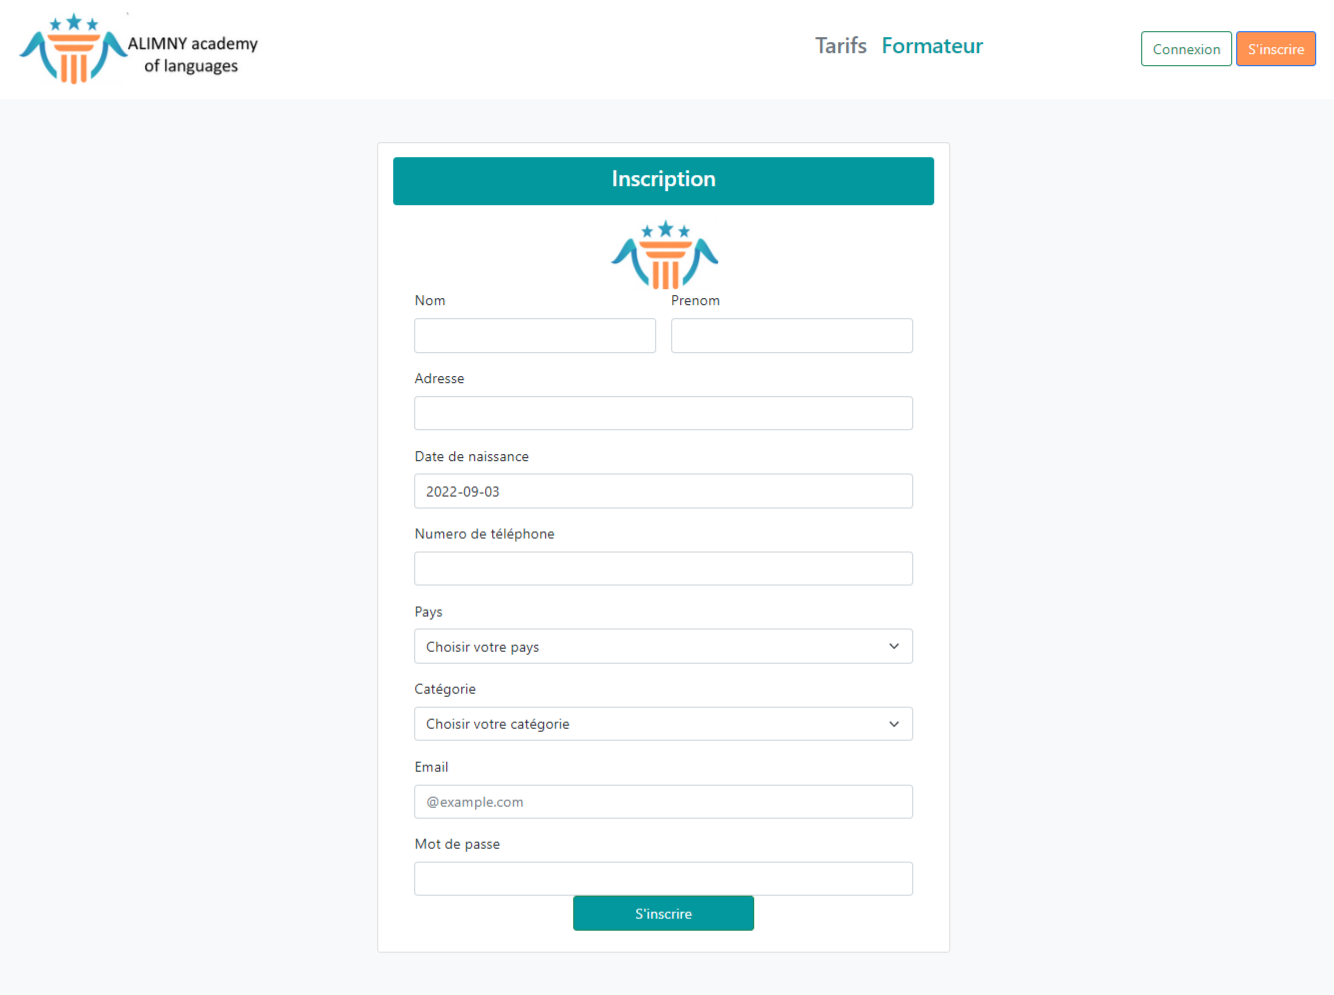 ALIMNY academy
of languages
Tarifs Formateur
Connexion S'inscrire
Inscription
Nom Prenom
Adresse
Date de naissance
2022-09-03
Numero de téléphone
Pays
Choisir votre pays
Catégorie
Choisir votre catégorie
Email
@example.com
Mot de passe
S'inscrire